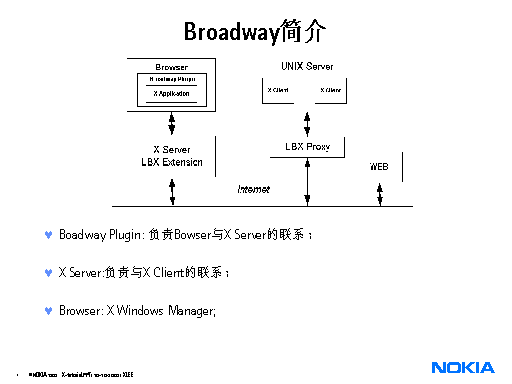 Broadway简介
Browser
Broadway Plugin
X Application
UNIX Server
X Client
X Client
X Server
LBX Extension
LBX Proxy
WEB
Internet
♥ Boadway Plugin: 负责Bowser与X Server的联系；
♥ X Server:负责与X Client的联系；
♥ Browser: X Windows Manager;
NOKIA